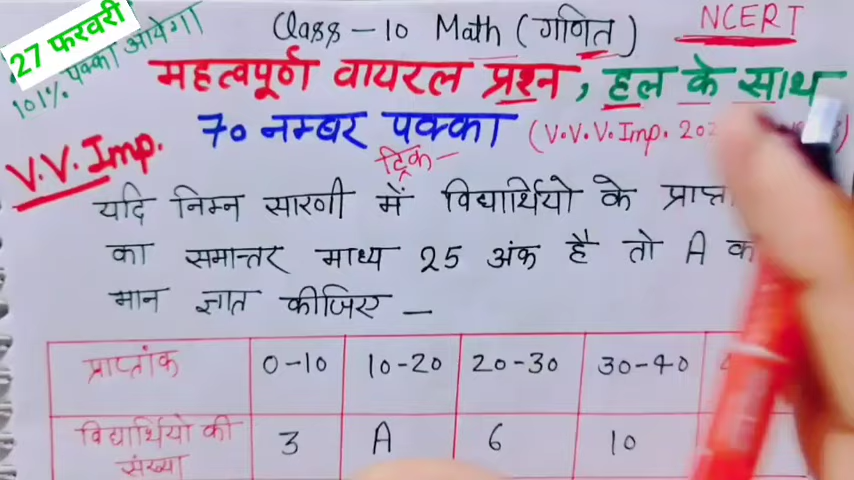 27 फरवरी
101% पक्का आयेगा
Class-10 Math (गणित)
NCERT
महत्वपूर्ण वायरल प्रश्न, हल के साथ
70 नम्बर पक्का
(V.V.V.Imp.
V.V.Imp.
ट्रिक-
यदि निम्न सारणी में विद्यार्थियो के
का समान्तर माध्य 25 अंक है तो A
मान ज्ञात कीजिए -
प्राप्तांक 0-10 10-20 20-30 30-40
विद्यार्थियो की 3 A 6 10
संख्या